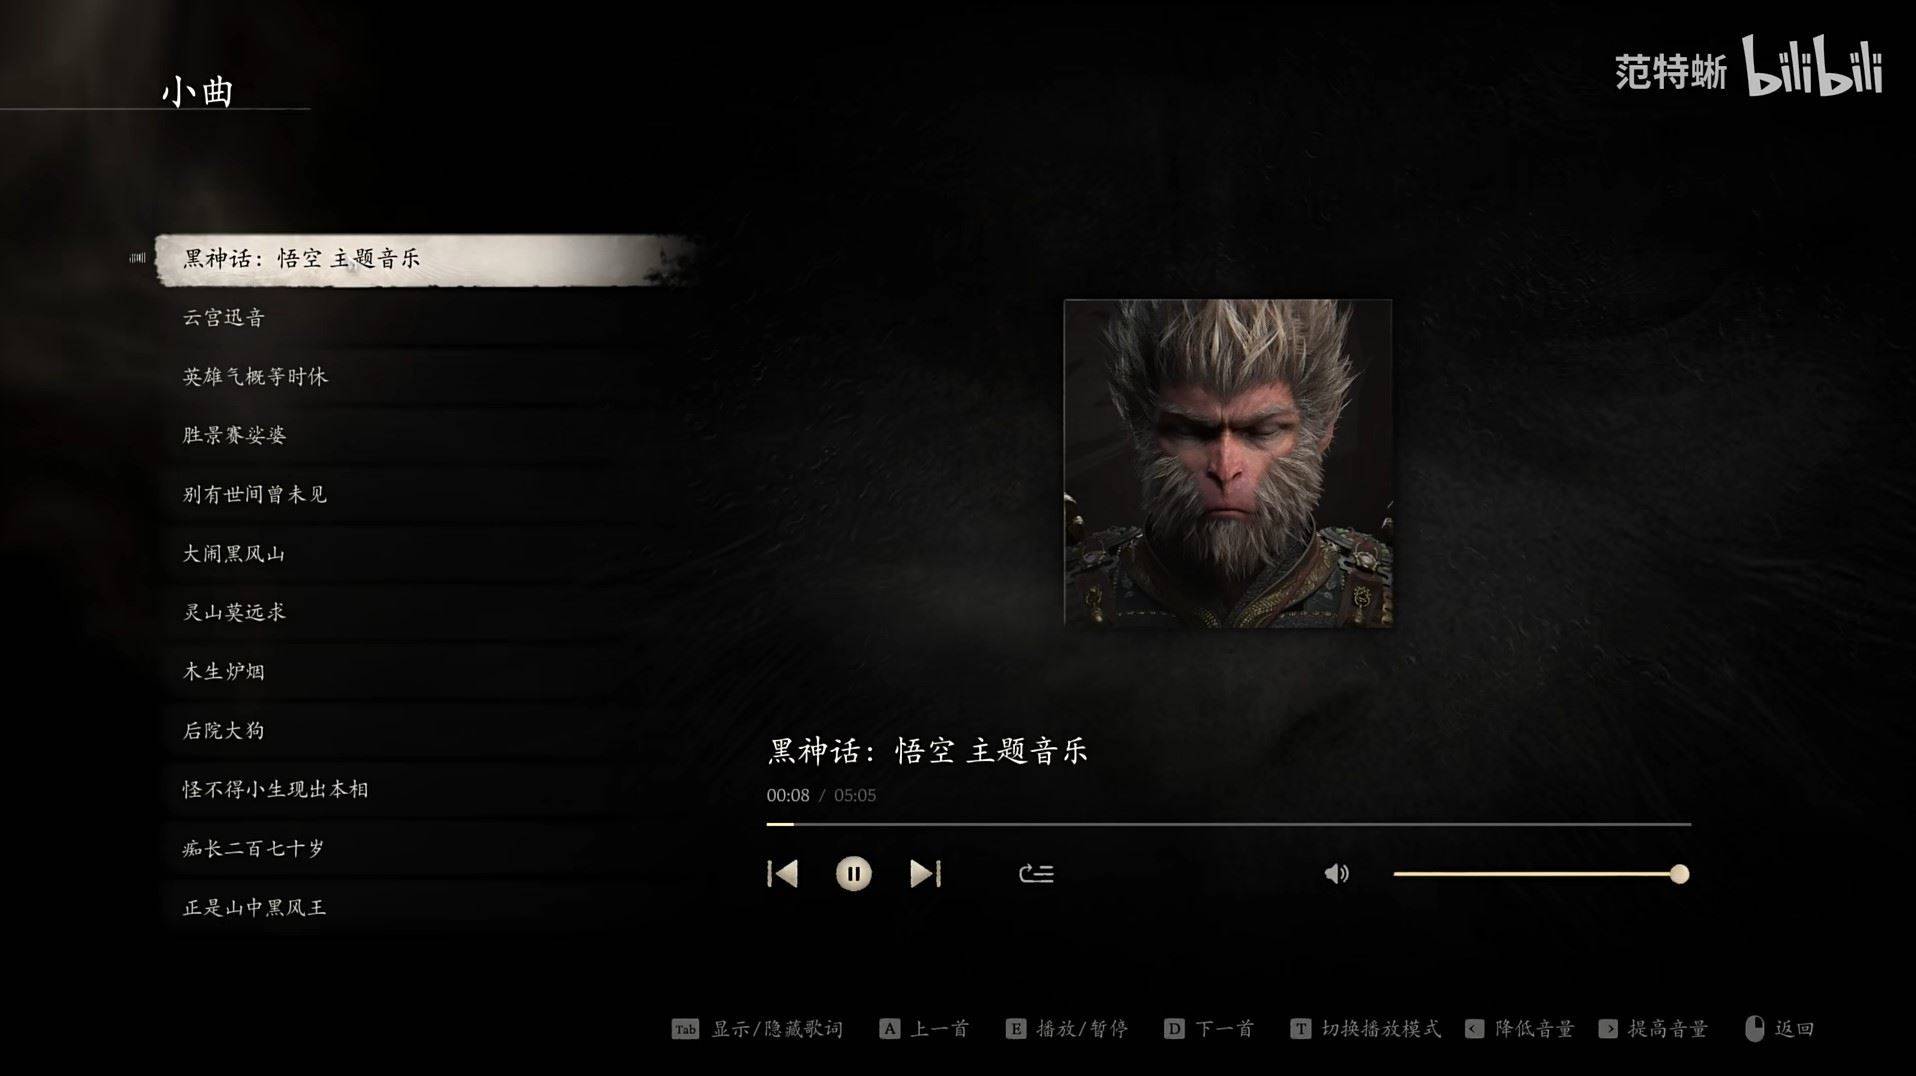 小曲
范特蜥 bilibili
黑神话：悟空 主题音乐
云宫迅音
英雄气概等时休
胜景赛娑婆
别有世间曾未见
大闹黑风山
灵山莫远求
木生炉烟
后院大狗
怪不得小生现出本相
痴长二百七十岁
正是山中黑风王
黑神话：悟空 主题音乐
00:08 / 05:05
Tab 显示/隐藏歌词 A 上一首 E 播放/暂停 D 下一首 T 切换播放模式 < 降低音量 > 提高音量 返回